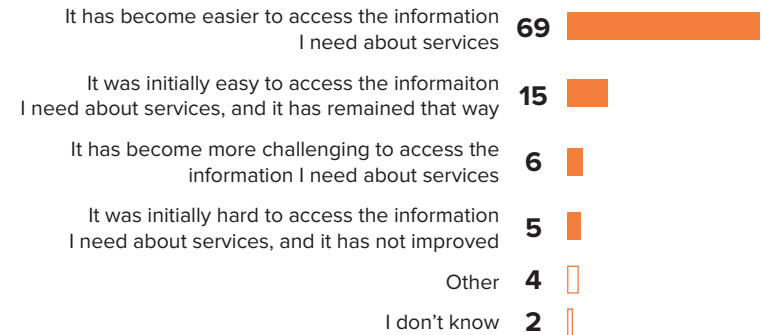 It has become easier to access the information
I need about services
69
It was initially easy to access the informaiton
I need about services, and it has remained that way
15
It has become more challenging to access the
information I need about services
6
It was initially hard to access the information
I need about services, and it has not improved
5
Other 4
I don't know 2